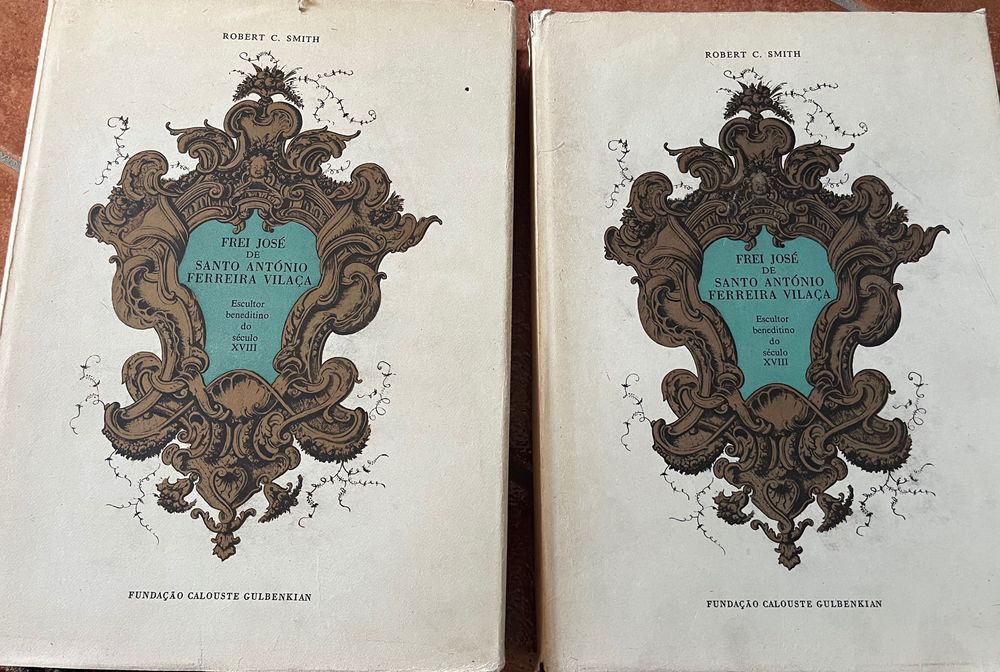 ROBERT C. SMITH
FREI JOSÉ
DE
SANTO ANTÓNIO
FERREIRA VILAÇA
Escultor
beneditino
do
século
XVIII
FUNDAÇÃO CALOUSTE GULBENKIAN
ROBERT C. SMITH
FREI JOSÉ
DE
SANTO ANTÓNIO
FERREIRA VILAÇA
Escultor
beneditino
do
século
XVIII
FUNDAÇÃO CALOUSTE GULBENKIAN